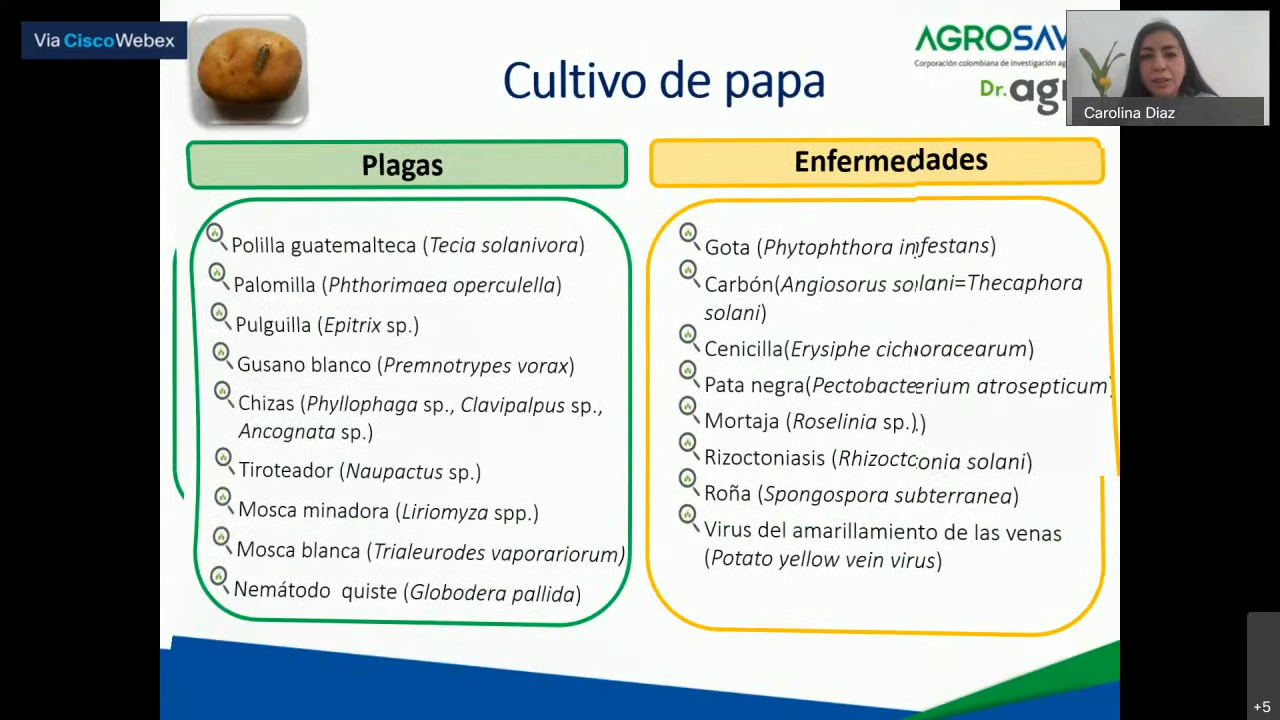 Via CiscoWebex
Cultivo de papa
AGROSAV
Corporación colombiana de investigación ag
Dr.agr
Carolina Diaz
Plagas
Polilla guatemalteca (Tecia solanivora)
Palomilla (Phthorimaea operculella)
Pulguilla (Epitrix sp.)
Gusano blanco (Premnotrypes vorax)
Chizas (Phyllophaga sp., Clavipalpus sp.,
Ancognata sp.)
Tiroteador (Naupactus sp.)
Mosca minadora (Liriomyza spp.)
Mosca blanca (Trialeurodes vaporariorum)
Nemátodo quiste (Globodera pallida)
Enfermedades
Gota (Phytophthora infestans)
Carbón(Angiosorus solani=Thecaphora
solani)
Cenicilla(Erysiphe cichoracearum)
Pata negra(Pectobacterium atrosepticum)
Mortaja (Roselinia sp.)
Rizoctoniasis (Rhizoctonia solani)
Roña (Spongospora subterranea)
Virus del amarillamiento de las venas
(Potato yellow vein virus)
+5